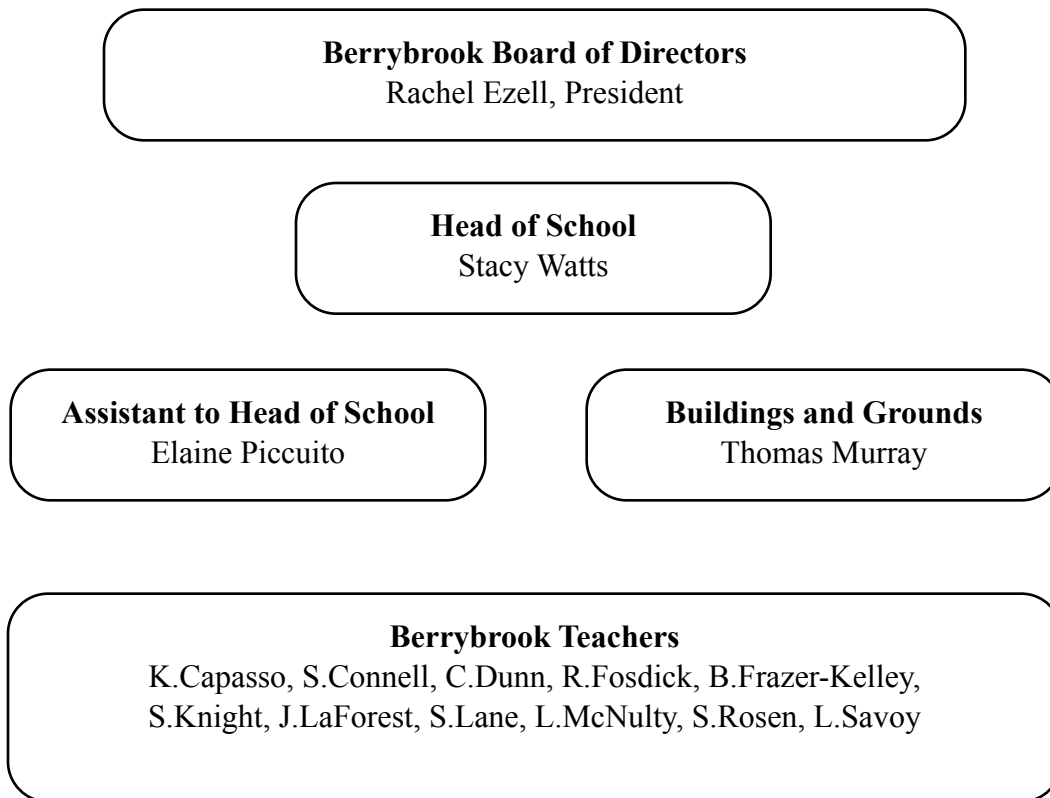 Berrybrook Board of Directors
Rachel Ezell, President
Head of School
Stacy Watts
Assistant to Head of School
Elaine Piccuito
Buildings and Grounds
Thomas Murray
Berrybrook Teachers
K.Capasso, S.Connell, C.Dunn, R.Fosdick, B.Frazer-Kelley,
S.Knight, J.LaForest, S.Lane, L.McNulty, S.Rosen, L.Savoy